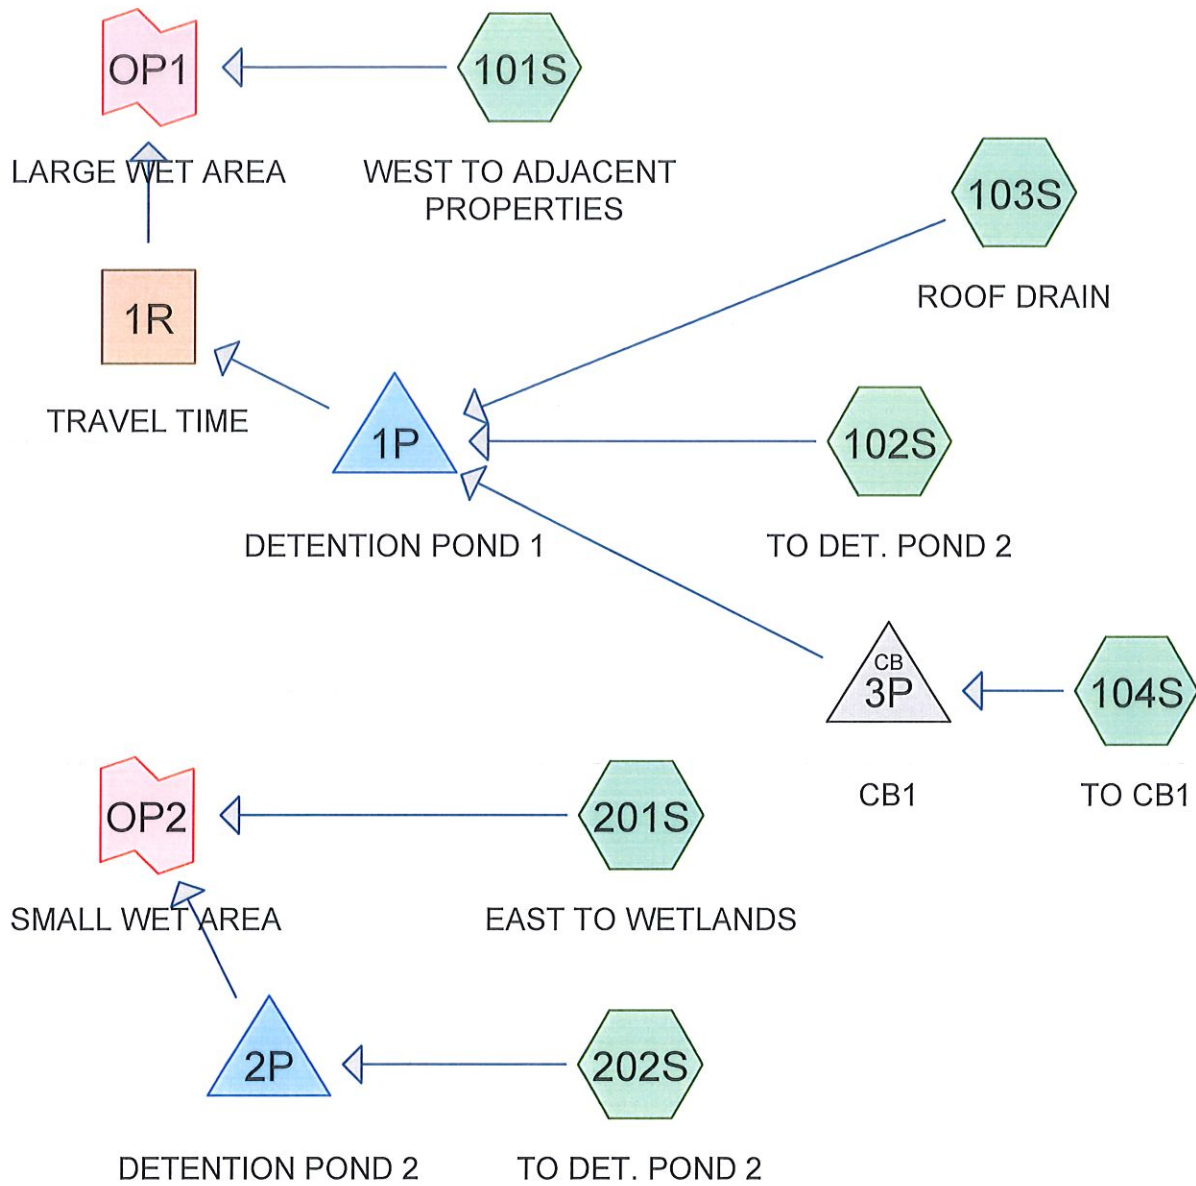 OP1
101S
LARGE WET AREA
WEST TO ADJACENT
PROPERTIES
103S
ROOF DRAIN
1R
TRAVEL TIME
1P
DETENTION POND 1
102S
TO DET. POND 2
CB
3P
CB1
104S
TO CB1
OP2
SMALL WET AREA
201S
EAST TO WETLANDS
2P
DETENTION POND 2
202S
TO DET. POND 2